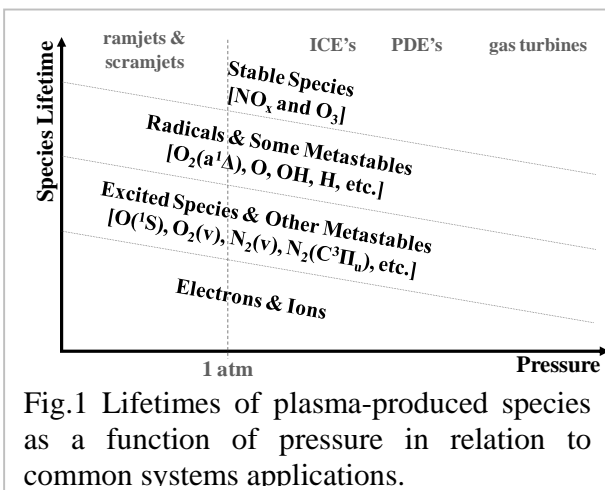 ramjets &
scramjets
ICE's PDE's gas turbines
Species Lifetime
Stable Species
[NOₓ and O₃]
Radicals & Some Metastables
[O₂(a¹Δ), O, OH, H, etc.]
Excited Species & Other Metastables
[O(¹S), O₂(v), N₂(v), N₂(C³Πᵤ), etc.]
Electrons & Ions
1 atm
Pressure
Fig.1 Lifetimes of plasma-produced species
as a function of pressure in relation to
common systems applications.